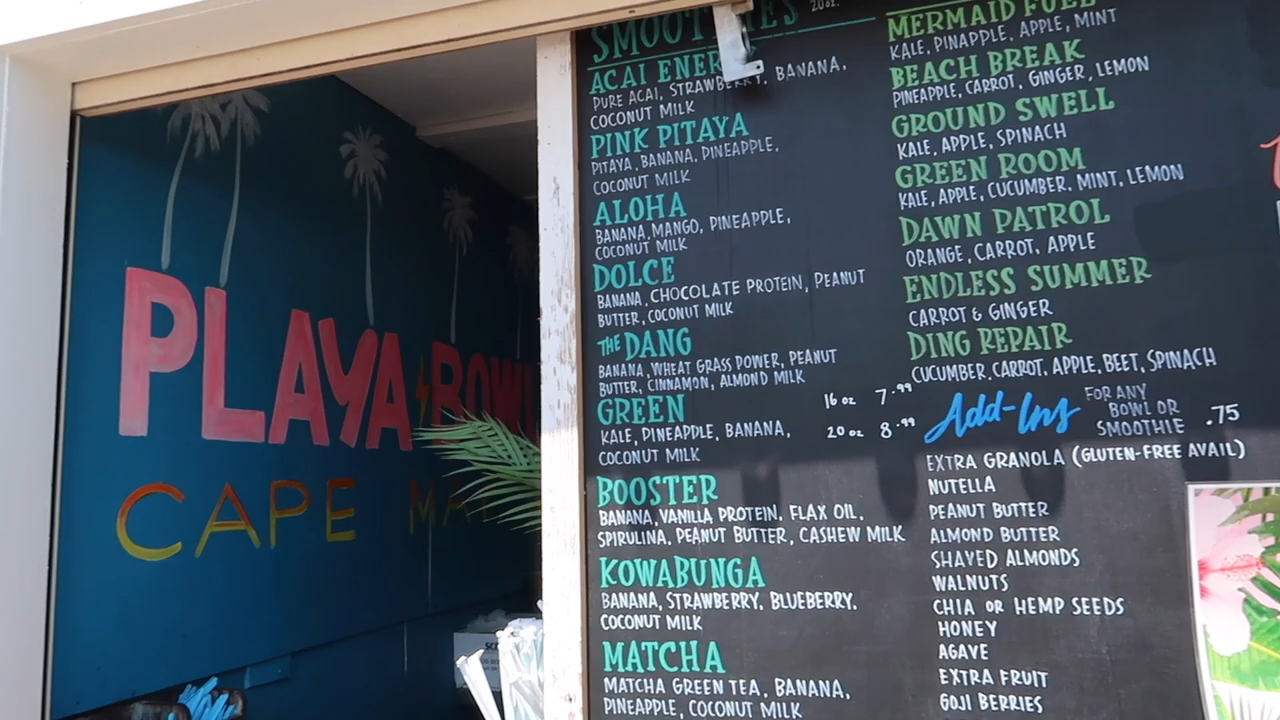 PLAYA
CAPE
SMOOTHIES 20oz.
ACAI ENERGY
PURE ACAI, STRAWBERRY, BANANA,
COCONUT MILK
PINK PITAYA
PITAYA, BANANA, PINEAPPLE,
COCONUT MILK
ALOHA
BANANA, MANGO, PINEAPPLE,
COCONUT MILK
DOLCE
BANANA, CHOCOLATE PROTEIN, PEANUT
BUTTER, COCONUT MILK
THE DANG
BANANA, WHEAT GRASS POWER, PEANUT
BUTTER, CINNAMON, ALMOND MILK
GREEN
KALE, PINEAPPLE, BANANA,
COCONUT MILK
16 oz 7.99
20 oz 8.99
BOOSTER
BANANA, VANILLA PROTEIN, FLAX OIL,
SPIRULINA, PEANUT BUTTER, CASHEW MILK
KOWABUNGA
BANANA, STRAWBERRY, BLUEBERRY,
COCONUT MILK
MATCHA
MATCHA GREEN TEA, BANANA,
PINEAPPLE, COCONUT MILK
MERMAID FUEL
KALE, PINAPPLE, APPLE, MINT
BEACH BREAK
PINEAPPLE, CARROT, GINGER, LEMON
GROUND SWELL
KALE, APPLE, SPINACH
GREEN ROOM
KALE, APPLE, CUCUMBER, MINT, LEMON
DAWN PATROL
ORANGE, CARROT, APPLE
ENDLESS SUMMER
CARROT & GINGER
DING REPAIR
CUCUMBER, CARROT, APPLE, BEET, SPINACH
Add-Ins FOR ANY
BOWL OR
SMOOTHIE .75
EXTRA GRANOLA (GLUTEN-FREE AVAIL)
NUTELLA
PEANUT BUTTER
ALMOND BUTTER
SHAVED ALMONDS
WALNUTS
CHIA OR HEMP SEEDS
HONEY
AGAVE
EXTRA FRUIT
GOJI BERRIES